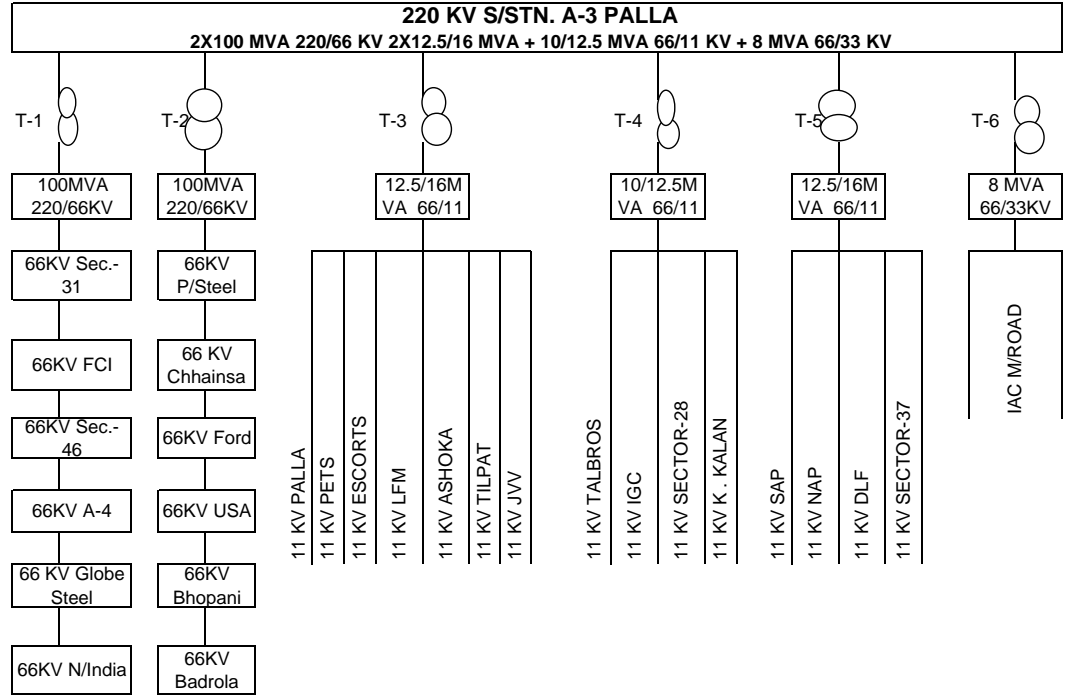 220 KV S/STN. A-3 PALLA
2X100 MVA 220/66 KV 2X12.5/16 MVA + 10/12.5 MVA 66/11 KV + 8 MVA 66/33 KV
T-1
T-2
T-3
T-4
T-5
T-6
100MVA
220/66KV
100MVA
220/66KV
12.5/16M
VA 66/11
10/12.5M
VA 66/11
12.5/16M
VA 66/11
8 MVA
66/33KV
66KV Sec.-
31
66KV FCI
66KV Sec.-
46
66KV A-4
66 KV Globe
Steel
66KV N/India
66KV
P/Steel
66 KV
Chhainsa
66KV Ford
66KV USA
66KV
Bhopani
66KV
Badrola
11 KV PALLA
11 KV PETS
11 KV ESCORTS
11 KV LFM
11 KV ASHOKA
11 KV TILPAT
11 KV JVV
11 KV TALBROS
11 KV IGC
11 KV SECTOR-28
11 KV K . KALAN
11 KV SAP
11 KV NAP
11 KV DLF
11 KV SECTOR-37
IAC M/ROAD